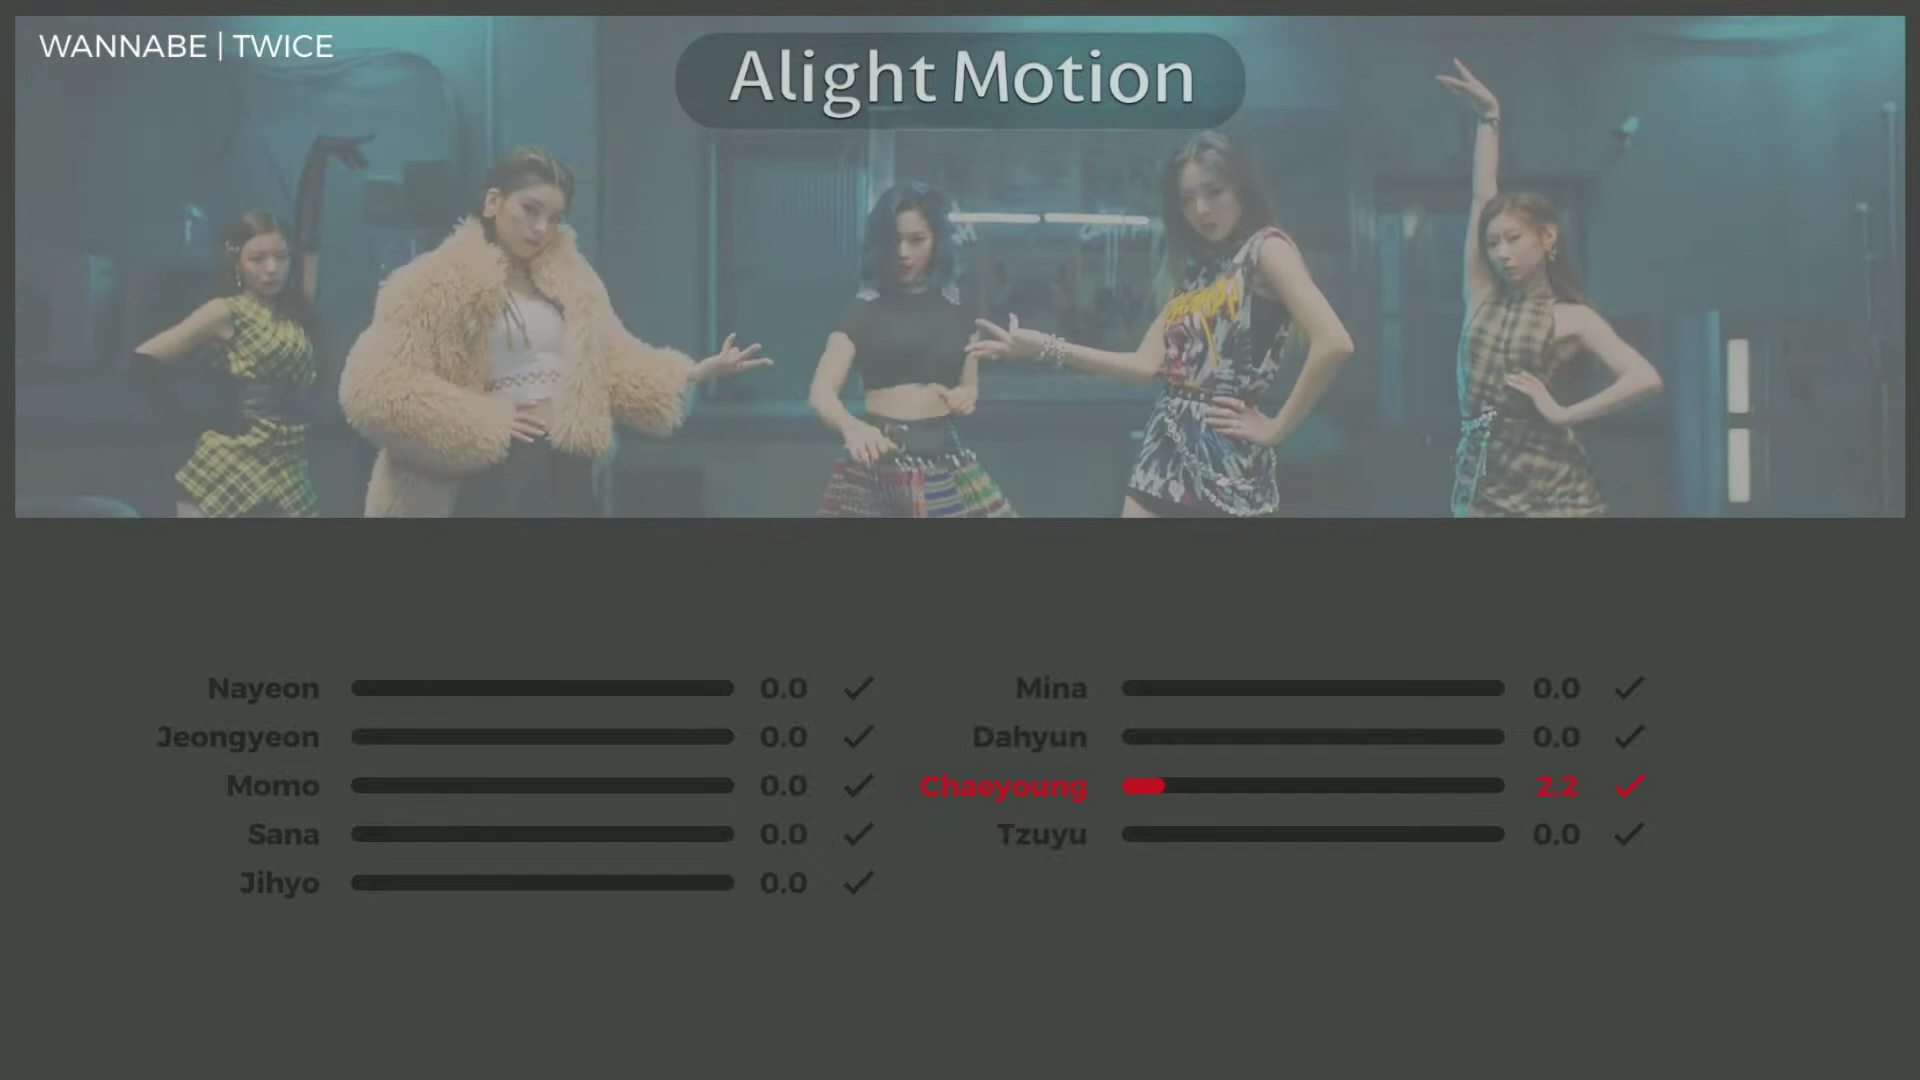 WANNABE | TWICE
Alight Motion
Nayeon 0.0 ✓
Jeongyeon 0.0 ✓
Momo 0.0 ✓
Sana 0.0 ✓
Jihyo 0.0 ✓
Mina 0.0 ✓
Dahyun 0.0 ✓
Chaeyoung 2.2 ✓
Tzuyu 0.0 ✓